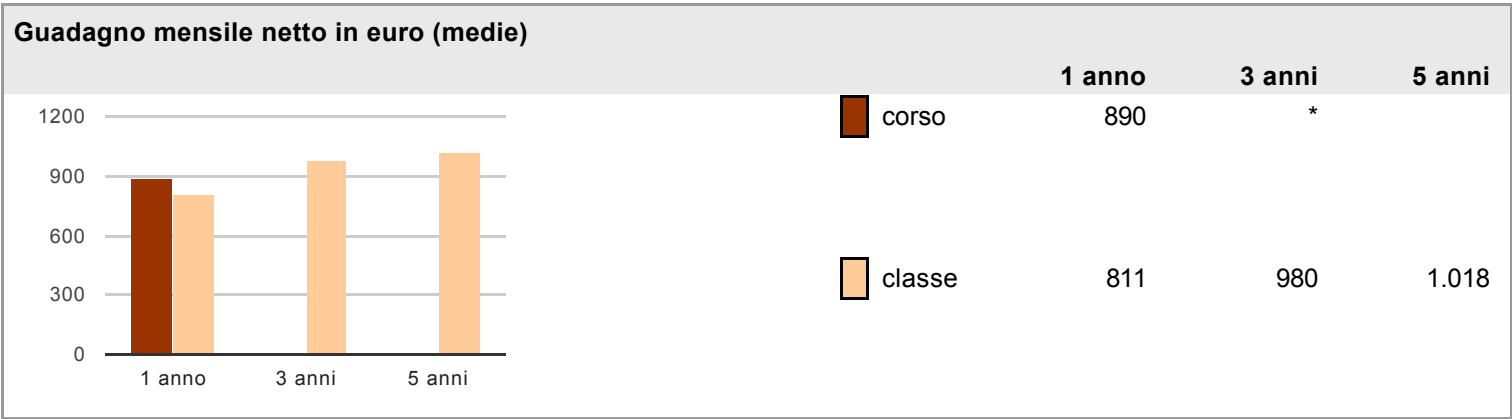 Guadagno mensile netto in euro (medie)
1 anno 3 anni 5 anni
corso 890 *
classe 811 980 1.018
1200
900
600
300
0
1 anno 3 anni 5 anni